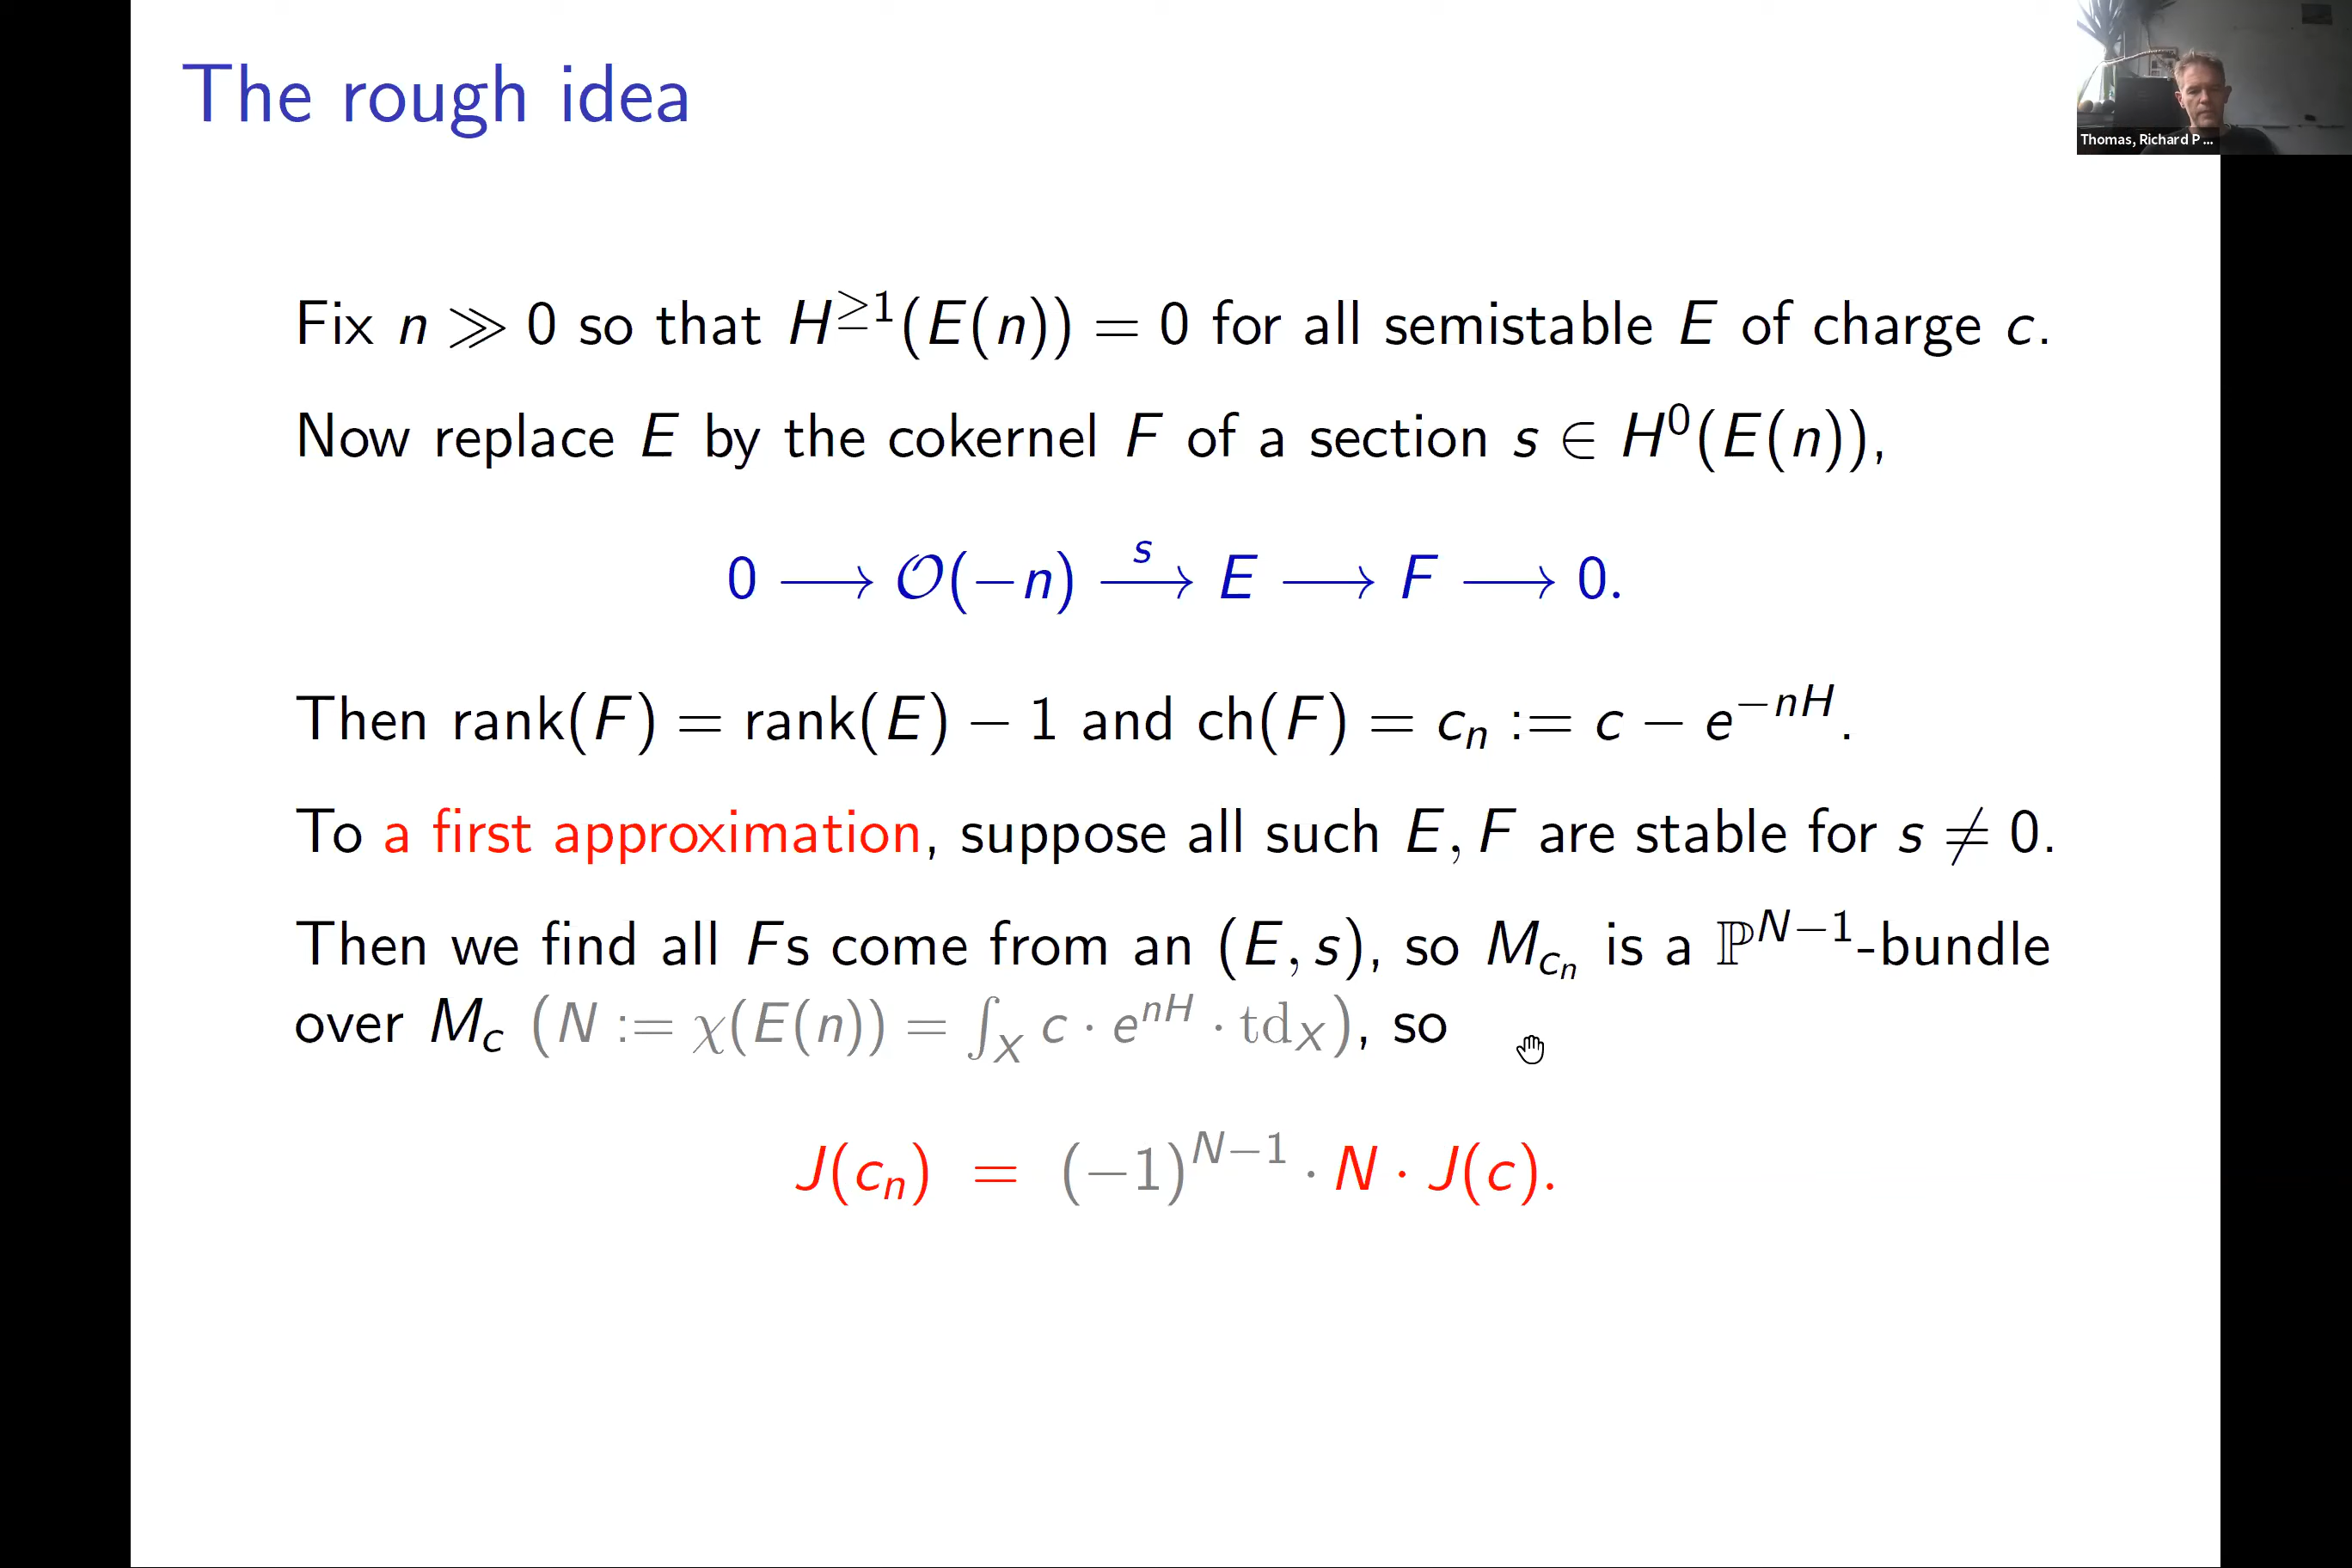 The rough idea
Thomas, Richard P ...
Fix n ≫ 0 so that H^{≥1}(E(n)) = 0 for all semistable E of charge c.
Now replace E by the cokernel F of a section s ∈ H^0(E(n)),
0 ⟶ 𝒪(−n) ⟶^s E ⟶ F ⟶ 0.
Then rank(F) = rank(E) − 1 and ch(F) = c_n := c − e^{−nH}.
To a first approximation, suppose all such E, F are stable for s ≠ 0.
Then we find all Fs come from an (E, s), so M_{c_n} is a ℙ^{N−1}-bundle
over M_c (N := χ(E(n)) = ∫_X c · e^{nH} · td_X), so
J(c_n) = (−1)^{N−1} · N · J(c).